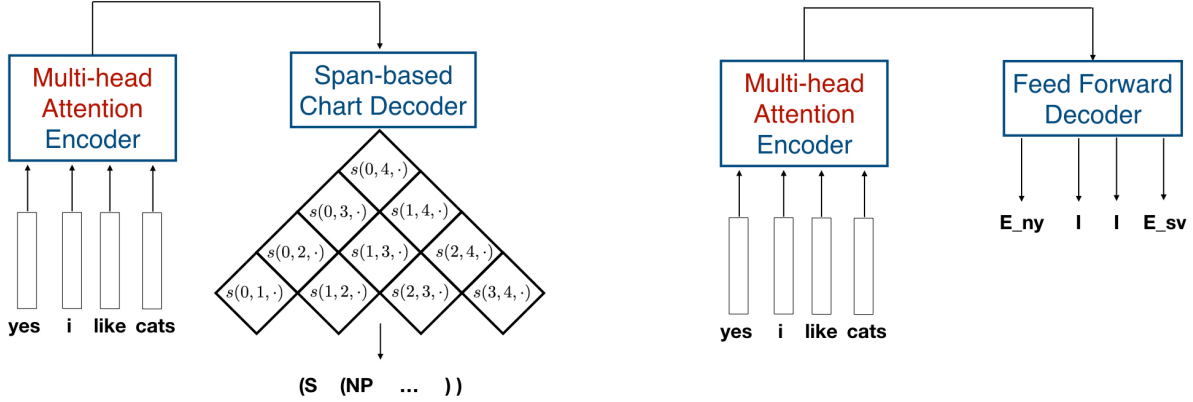 Multi-head
Attention
Encoder
Span-based
Chart Decoder
s(0, 4, ·)
s(0, 3, ·) s(1, 4, ·)
s(0, 2, ·) s(1, 3, ·) s(2, 4, ·)
s(0, 1, ·) s(1, 2, ·) s(2, 3, ·) s(3, 4, ·)
yes i like cats
(S (NP ... ) )
Multi-head
Attention
Encoder
Feed Forward
Decoder
E_ny I I E_sv
yes i like cats